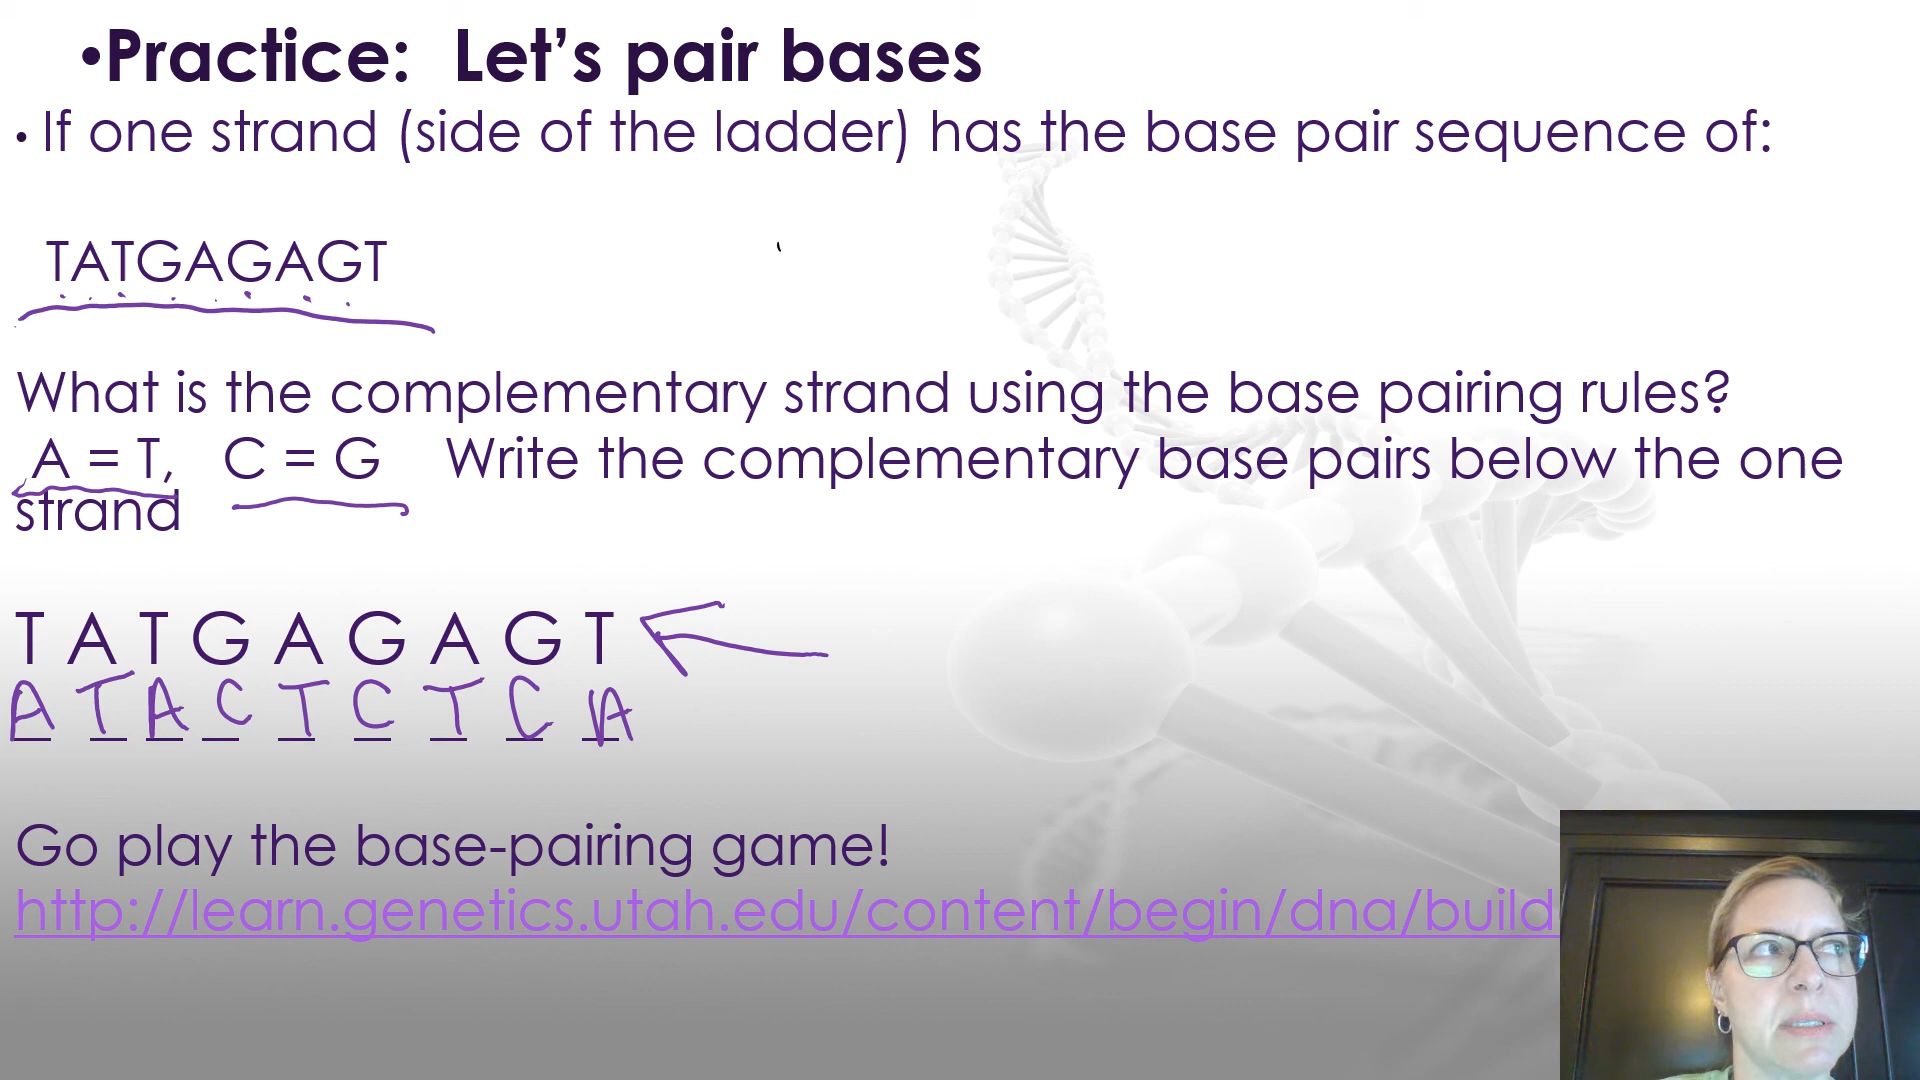 •Practice:  Let’s pair bases
• If one strand (side of the ladder) has the base pair sequence of:
TATGAGAGT
What is the complementary strand using the base pairing rules?
A = T,   C = G    Write the complementary base pairs below the one
strand
T A T G A G A G T
A T A C T C T C A
Go play the base-pairing game!
http://learn.genetics.utah.edu/content/begin/dna/build